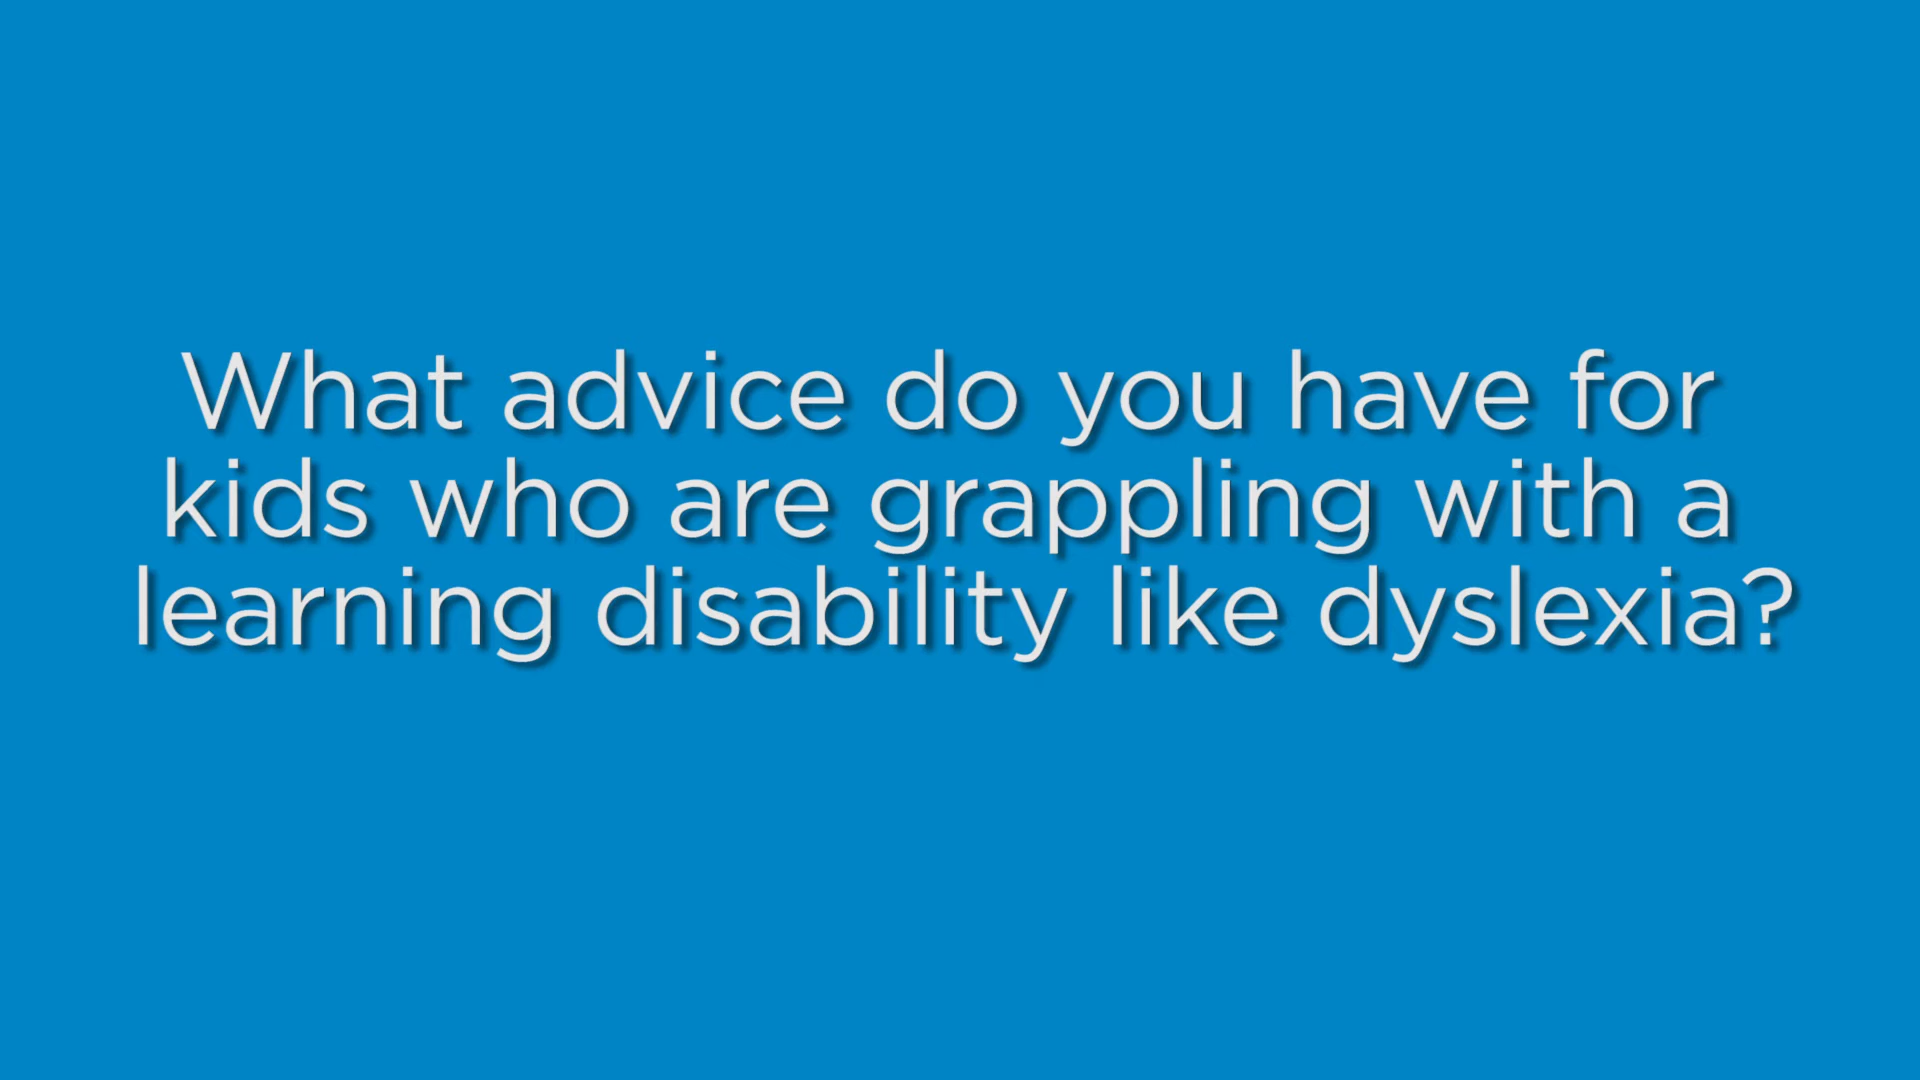 What advice do you have for
kids who are grappling with a
learning disability like dyslexia?